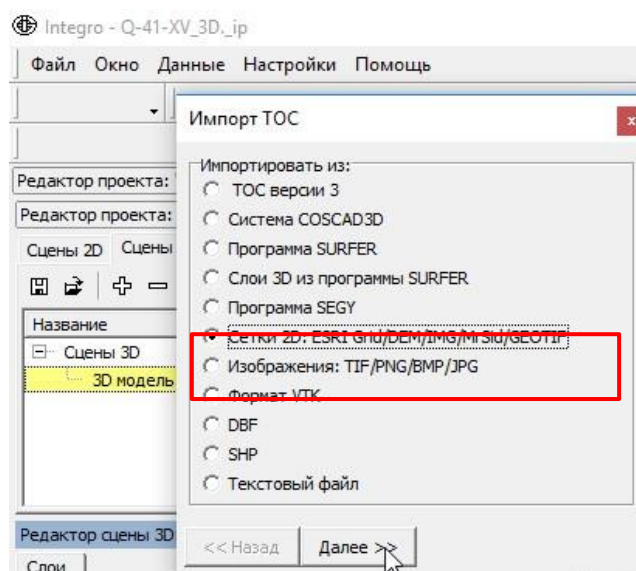 Integro - Q-41-XV_3D._ip
Файл Окно Данные Настройки Помощь
Импорт ТОС
x
Импортировать из:
ТОС версии 3
Система COSCAD3D
Программа SURFER
Слои 3D из программы SURFER
Программа SEGY
Сетки 2D: ESRI Grid/DEM/IMG/MrSid/GEOTIF
Изображения: TIF/PNG/BMP/JPG
Формат VTK
DBF
SHP
Текстовый файл
<< Назад
Далее >>
Редактор проекта:
Редактор проекта:
Сцены 2D Сцены
Название
Сцены 3D
3D модель
Редактор сцены 3D
Слои